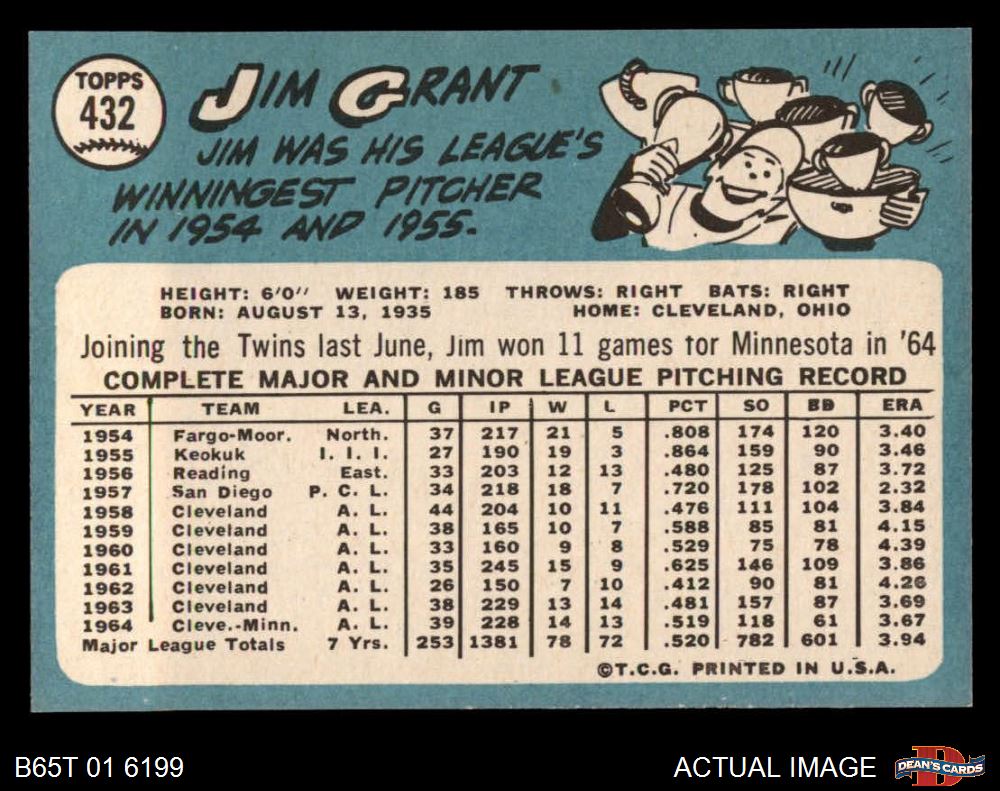 TOPPS
432
JIM GRANT
JIM WAS HIS LEAGUE'S
WINNINGEST PITCHER
IN 1954 AND 1955.
HEIGHT: 6'0" WEIGHT: 185 THROWS: RIGHT BATS: RIGHT
BORN: AUGUST 13, 1935 HOME: CLEVELAND, OHIO
Joining the Twins last June, Jim won 11 games for Minnesota in '64
COMPLETE MAJOR AND MINOR LEAGUE PITCHING RECORD
YEAR TEAM LEA. G IP W L PCT SO BB ERA
1954 Fargo-Moor. North. 37 217 21 5 .808 174 120 3.40
1955 Keokuk I. I. I. 27 190 19 3 .864 159 90 3.46
1956 Reading East. 33 203 12 13 .480 125 87 3.72
1957 San Diego P. C. L. 34 218 18 7 .720 178 102 2.32
1958 Cleveland A. L. 44 204 10 11 .476 111 104 3.84
1959 Cleveland A. L. 38 165 10 7 .588 85 81 4.15
1960 Cleveland A. L. 33 160 9 8 .529 75 78 4.39
1961 Cleveland A. L. 35 245 15 9 .625 146 109 3.86
1962 Cleveland A. L. 26 150 7 10 .412 90 81 4.26
1963 Cleveland A. L. 38 229 13 14 .481 157 87 3.69
1964 Cleve.-Minn. A. L. 39 228 14 13 .519 118 61 3.67
Major League Totals 7 Yrs. 253 1381 78 72 .520 782 601 3.94
©T.C.G. PRINTED IN U.S.A.
B65T 01 6199 ACTUAL IMAGE DEAN'S CARDS